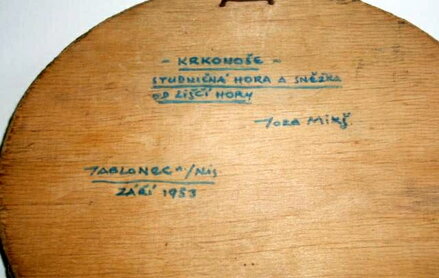 - KRKONOŠE -
STUDNIČNÁ HORA A SNĚŽKA
OD LIŠČÍ HORY
Joza Mikš
JABLONEC n/NIS
ZÁŘÍ 1953